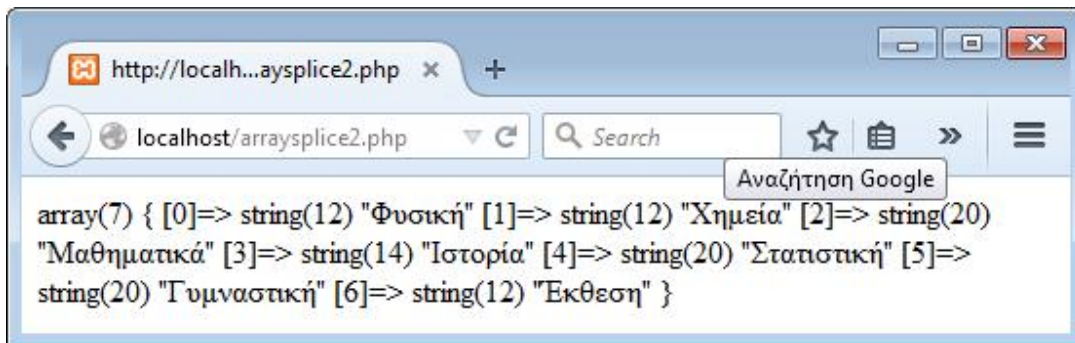 http://localh...aysplice2.php
localhost/arraysplice2.php Search
Αναζήτηση Google
array(7) { [0]=> string(12) "Φυσική" [1]=> string(12) "Χημεία" [2]=> string(20)
"Μαθηματικά" [3]=> string(14) "Ιστορία" [4]=> string(20) "Στατιστική" [5]=>
string(20) "Γυμναστική" [6]=> string(12) "Έκθεση" }